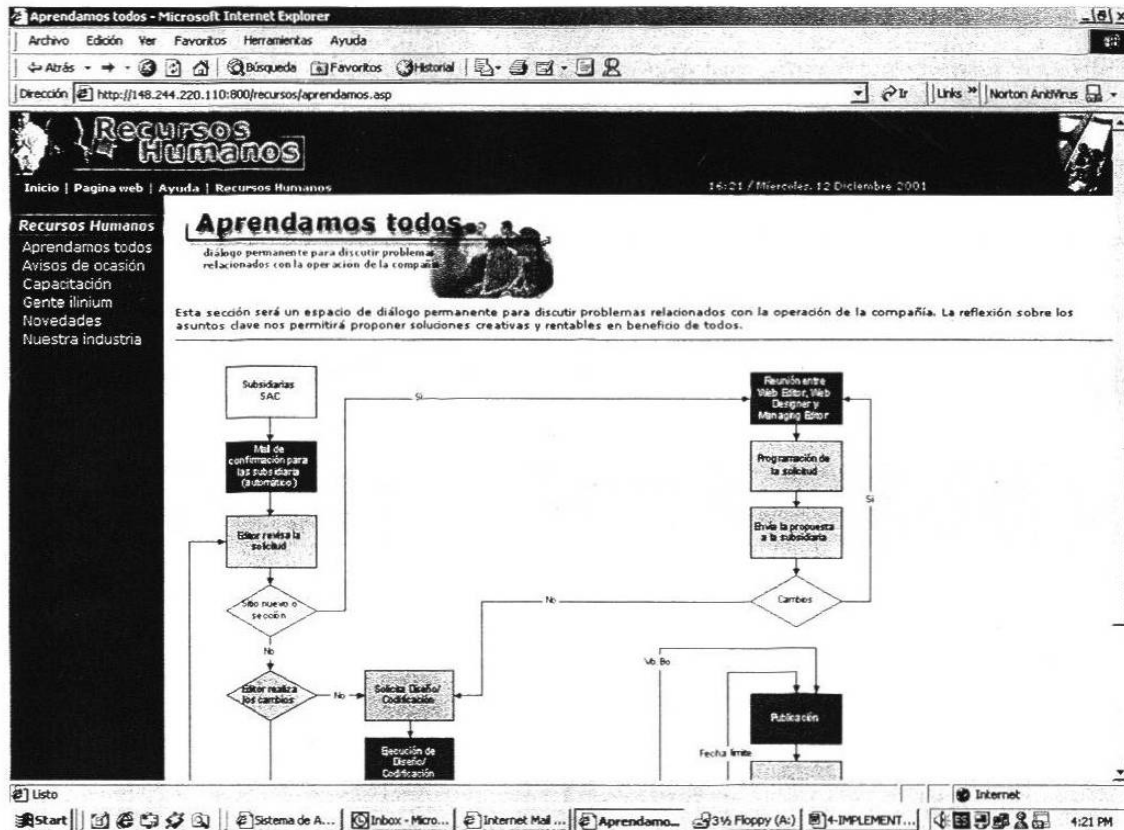 Aprendamos todos - Microsoft Internet Explorer
Archivo Edición Ver Favoritos Herramientas Ayuda
Atrás Búsqueda Favoritos Historial
Dirección http://148.244.220.110:800/recursos/aprendamos.asp Ir Links » Norton AntiVirus
Recursos
Humanos
Inicio | Pagina web | Ayuda | Recursos Humanos
16:21 / Miercoles, 12 Diciembre 2001
Recursos Humanos
Aprendamos todos
Avisos de ocasión
Capacitación
Gente ilinium
Novedades
Nuestra industria
Aprendamos todos
diálogo permanente para discutir problemas
relacionados con la operacion de la compañia
Esta sección será un espacio de diálogo permanente para discutir problemas relacionados con la operación de la compañía. La reflexión sobre los
asuntos clave nos permitirá proponer soluciones creativas y rentables en beneficio de todos.
Subsidiarias
SAC
Mail de
confirmación para
las subsidiaria
(automático)
Editor revisa la
solicitud
Sitio nuevo o
sección
Si
No
Editor realiza
los cambios
No
Solicita Diseño/
Codificación
Ejecución de
Diseño/
Codificación
Reunión entre
Web Editor, Web
Designer y
Managing Editor
Programación de
la solicitud
Envía la propuesta
a la subsidiaria
Cambios
Si
No
Vb. Bo
Publicación
Fecha límite
Listo
Internet
Start
Sistema de A...
Inbox - Micro...
Internet Mail ...
Aprendamo...
3½ Floppy (A:)
4-IMPLEMENT...
4:21 PM